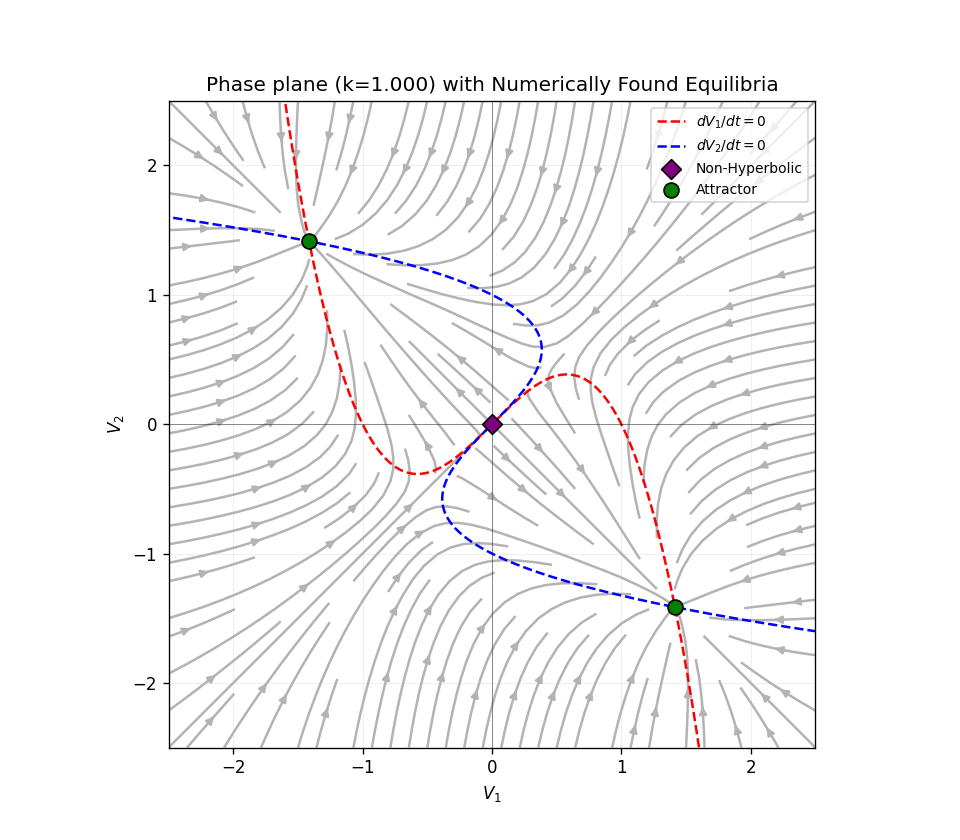 Phase plane (k=1.000) with Numerically Found Equilibria
dV₁/dt = 0
dV₂/dt = 0
Non-Hyperbolic
Attractor
2
1
0
−1
−2
V₂
−2 −1 0 1 2
V₁